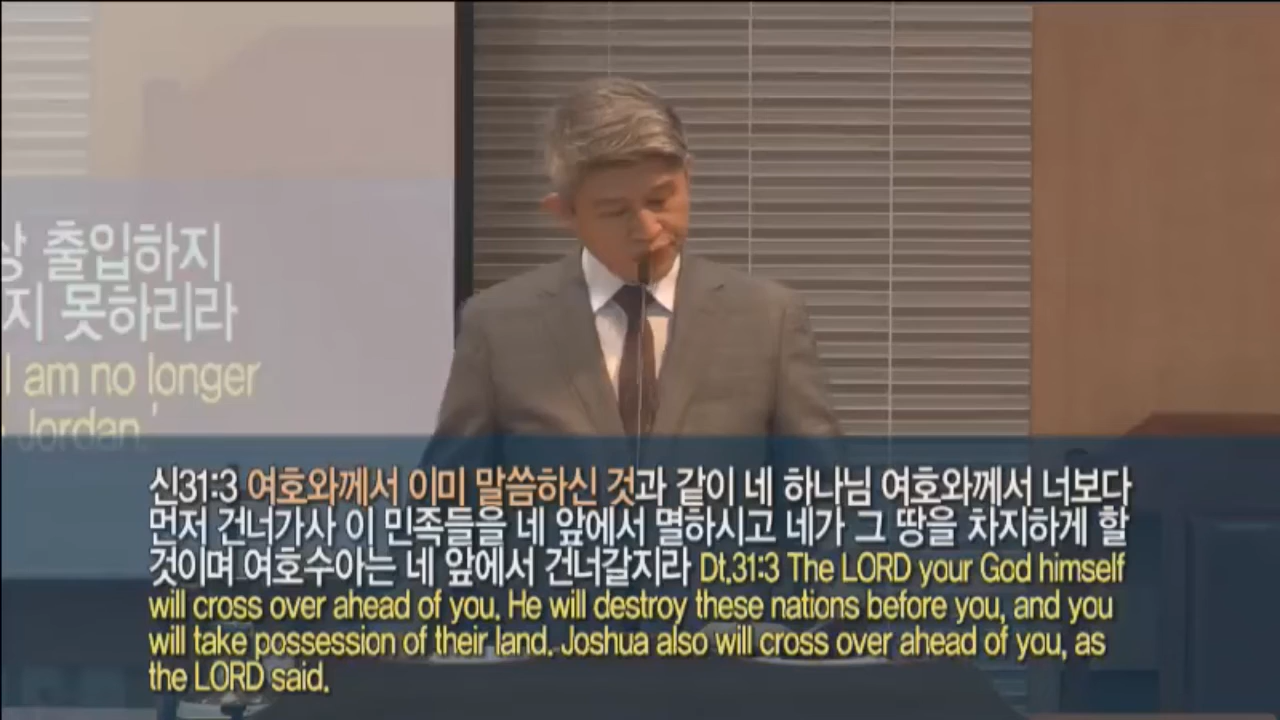 상 출입하지
지 못하리라
I am no longer
Jordan.'
신31:3 여호와께서 이미 말씀하신 것과 같이 네 하나님 여호와께서 너보다
먼저 건너가사 이 민족들을 네 앞에서 멸하시고 네가 그 땅을 차지하게 할
것이며 여호수아는 네 앞에서 건너갈지라 Dt.31:3 The LORD your God himself
will cross over ahead of you. He will destroy these nations before you, and you
will take possession of their land. Joshua also will cross over ahead of you, as
the LORD said.